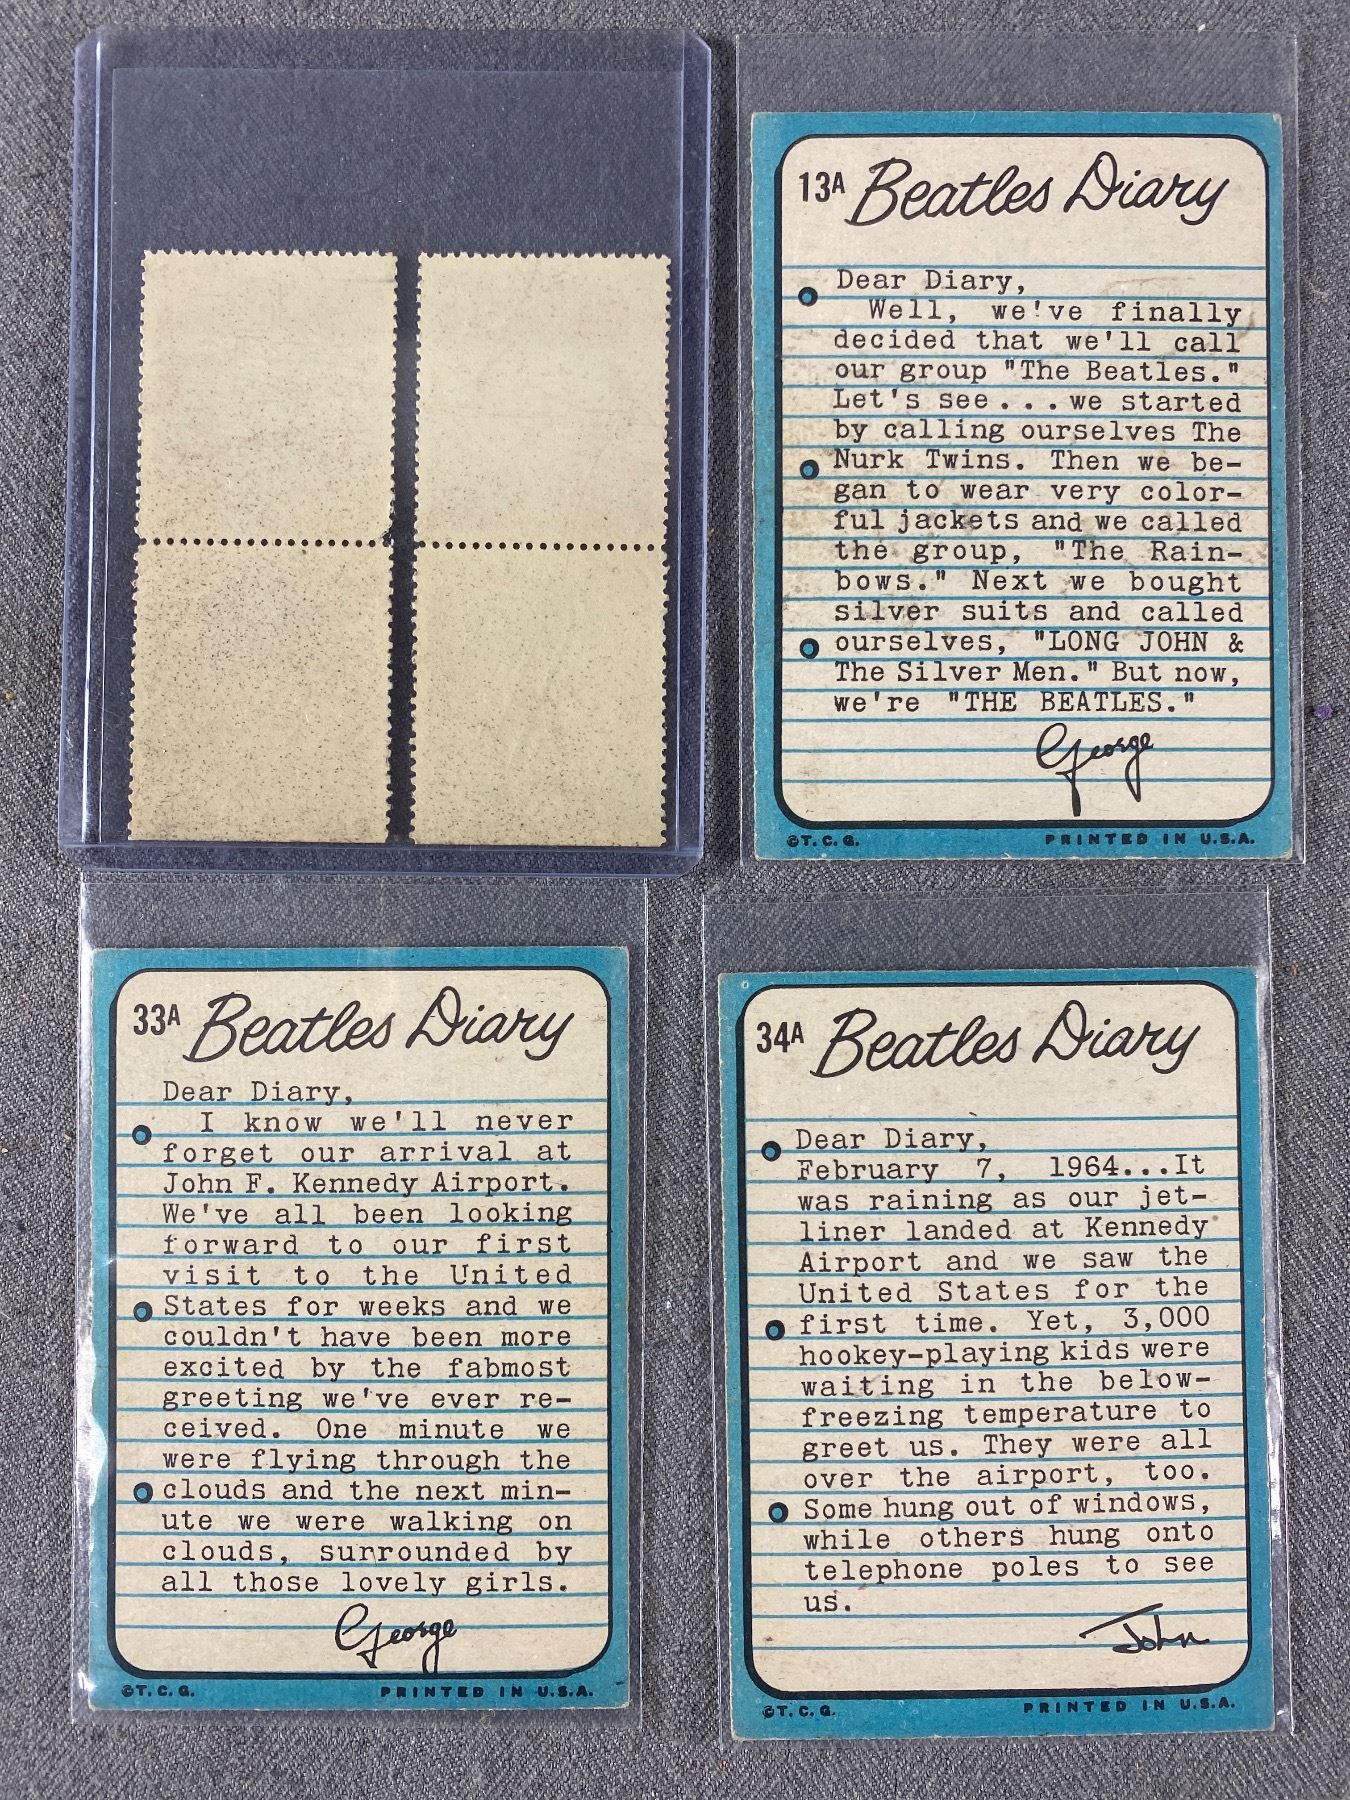 13A Beatles Diary
Dear Diary,
Well, we've finally
decided that we'll call
our group "The Beatles."
Let's see...we started
by calling ourselves The
Nurk Twins. Then we be-
gan to wear very color-
ful jackets and we called
the group, "The Rain-
bows." Next we bought
silver suits and called
ourselves, "LONG JOHN &
The Silver Men." But now,
we're "THE BEATLES."
George
©T.C.G. PRINTED IN U.S.A.
33A Beatles Diary
Dear Diary,
I know we'll never
forget our arrival at
John F. Kennedy Airport.
We've all been looking
forward to our first
visit to the United
States for weeks and we
couldn't have been more
excited by the fabmost
greeting we've ever re-
ceived. One minute we
were flying through the
clouds and the next min-
ute we were walking on
clouds, surrounded by
all those lovely girls.
George
©T.C.G. PRINTED IN U.S.A.
34A Beatles Diary
Dear Diary,
February 7, 1964...It
was raining as our jet-
liner landed at Kennedy
Airport and we saw the
United States for the
first time. Yet, 3,000
hookey-playing kids were
waiting in the below-
freezing temperature to
greet us. They were all
over the airport, too.
Some hung out of windows,
while others hung onto
telephone poles to see
us.
John
©T.C.G. PRINTED IN U.S.A.